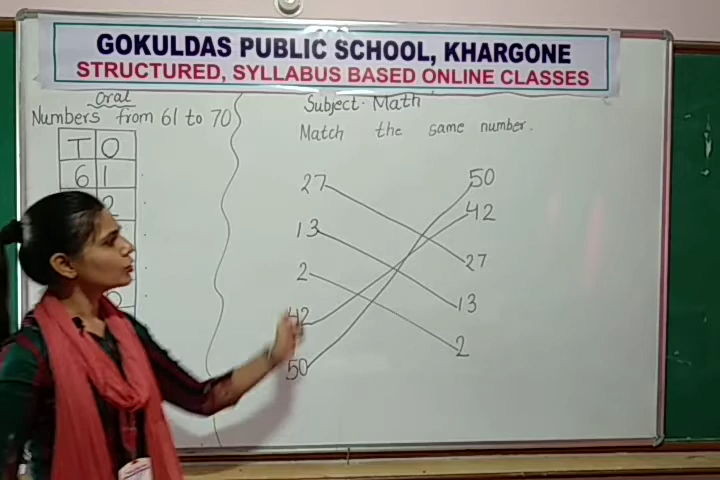 GOKULDAS PUBLIC SCHOOL, KHARGONE
STRUCTURED, SYLLABUS BASED ONLINE CLASSES
Oral
Numbers from 61 to 70
T O
6 1
2
Subject. Math
Match the same number.
27 50
13 42
2 27
42 13
50 2